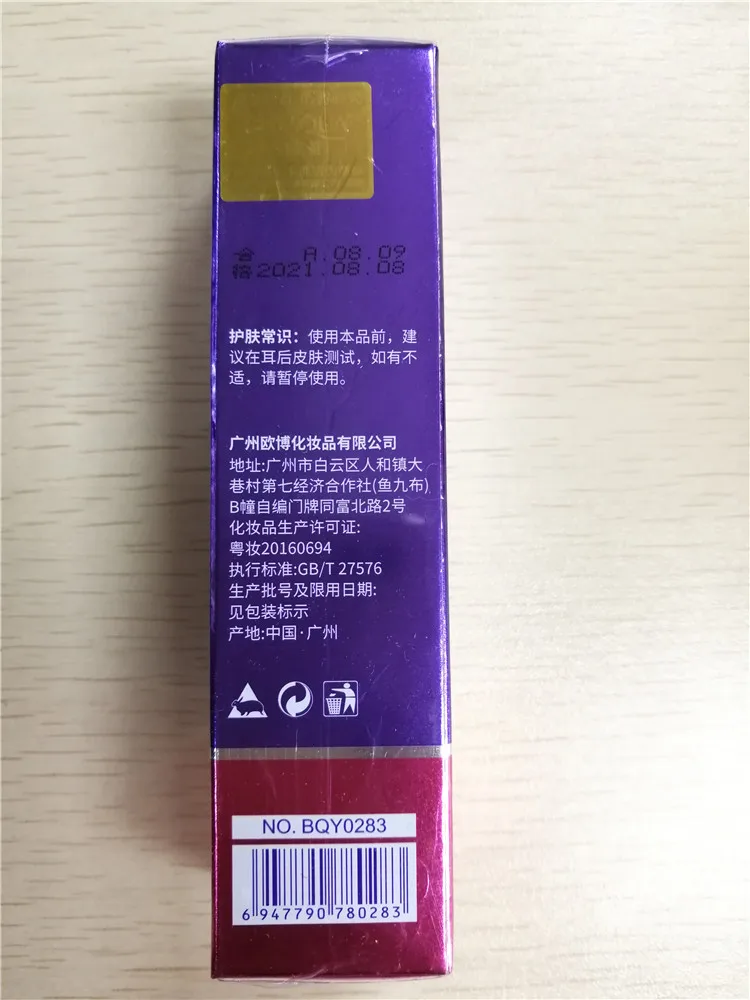 合 A.08.09
格2021.08.08
护肤常识：使用本品前，建
议在耳后皮肤测试，如有不
适，请暂停使用。
广州欧博化妆品有限公司
地址:广州市白云区人和镇大
巷村第七经济合作社(鱼九布)
B幢自编门牌同富北路2号
化妆品生产许可证:
粤妆20160694
执行标准:GB/T 27576
生产批号及限用日期:
见包装标示
产地:中国·广州
NO. BQY0283
6 947790 780283